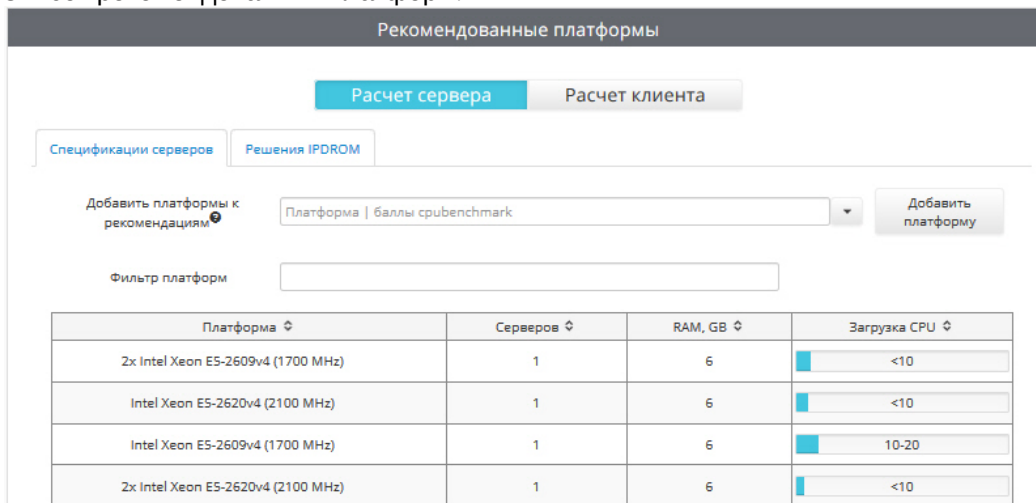 Рекомендованные платформы
Расчет сервера Расчет клиента
Спецификации серверов Решения IPDROM
Добавить платформы к
рекомендациям?
Платформа | баллы cpubenchmark
Добавить
платформу
Фильтр платформ
Платформа Серверов RAM, GB Загрузка CPU
2x Intel Xeon E5-2609v4 (1700 MHz) 1 6 <10
Intel Xeon E5-2620v4 (2100 MHz) 1 6 <10
Intel Xeon E5-2609v4 (1700 MHz) 1 6 10-20
2x Intel Xeon E5-2620v4 (2100 MHz) 1 6 <10